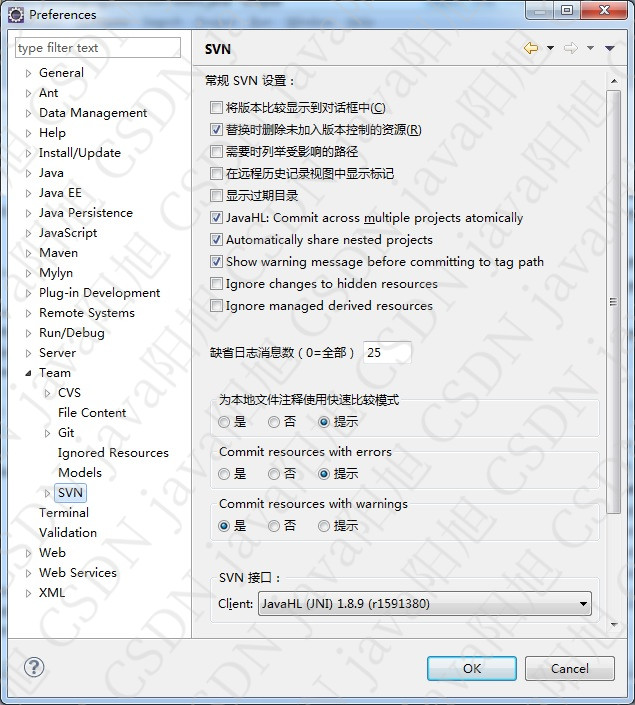 Preferences
type filter text
General
Ant
Data Management
Help
Install/Update
Java
Java EE
Java Persistence
JavaScript
Maven
Mylyn
Plug-in Development
Remote Systems
Run/Debug
Server
Team
CVS
File Content
Git
Ignored Resources
Models
SVN
Terminal
Validation
Web
Web Services
XML
SVN
常规 SVN 设置：
将版本比较显示到对话框中(C)
替换时删除未加入版本控制的资源(R)
需要时列举受影响的路径
在远程历史记录视图中显示标记
显示过期目录
JavaHL: Commit across multiple projects atomically
Automatically share nested projects
Show warning message before committing to tag path
Ignore changes to hidden resources
Ignore managed derived resources
缺省日志消息数（0=全部） 25
为本地文件注释使用快速比较模式
是 否 提示
Commit resources with errors
是 否 提示
Commit resources with warnings
是 否 提示
SVN 接口：
Client: JavaHL (JNI) 1.8.9 (r1591380)
OK Cancel
CSDN java阳旭